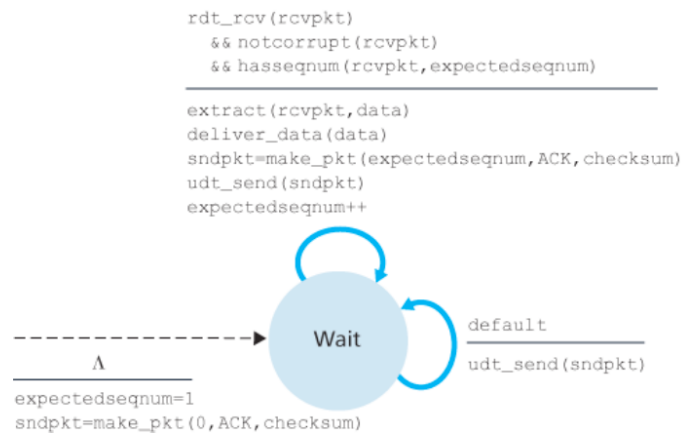 rdt_rcv(rcvpkt)
&& notcorrupt(rcvpkt)
&& hasseqnum(rcvpkt,expectedseqnum)
extract(rcvpkt,data)
deliver_data(data)
sndpkt=make_pkt(expectedseqnum,ACK,checksum)
udt_send(sndpkt)
expectedseqnum++
Wait
default
udt_send(sndpkt)
Λ
expectedseqnum=1
sndpkt=make_pkt(0,ACK,checksum)